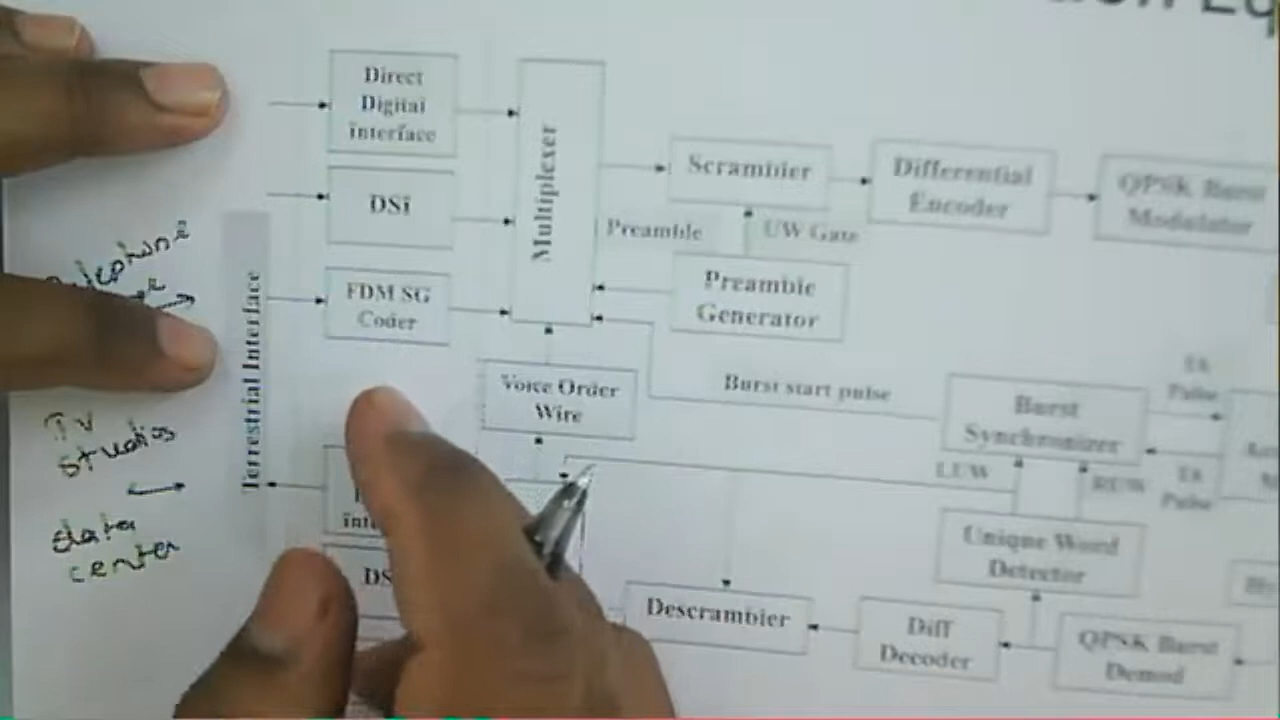 Direct
Digital
interface
DSI
Multiplexer
Scrambler
Differential
Encoder
QPSK Burst
Modulator
Preamble
UW Gate
FDM SG
Coder
Preamble
Generator
Terrestrial Interface
Voice Order
Wire
Burst start pulse
Burst
Synchronizer
Pulse
Pulse
TV
studios
data
center
Unique Word
Detector
Descrambler
Diff
Decoder
QPSK Burst
Demod